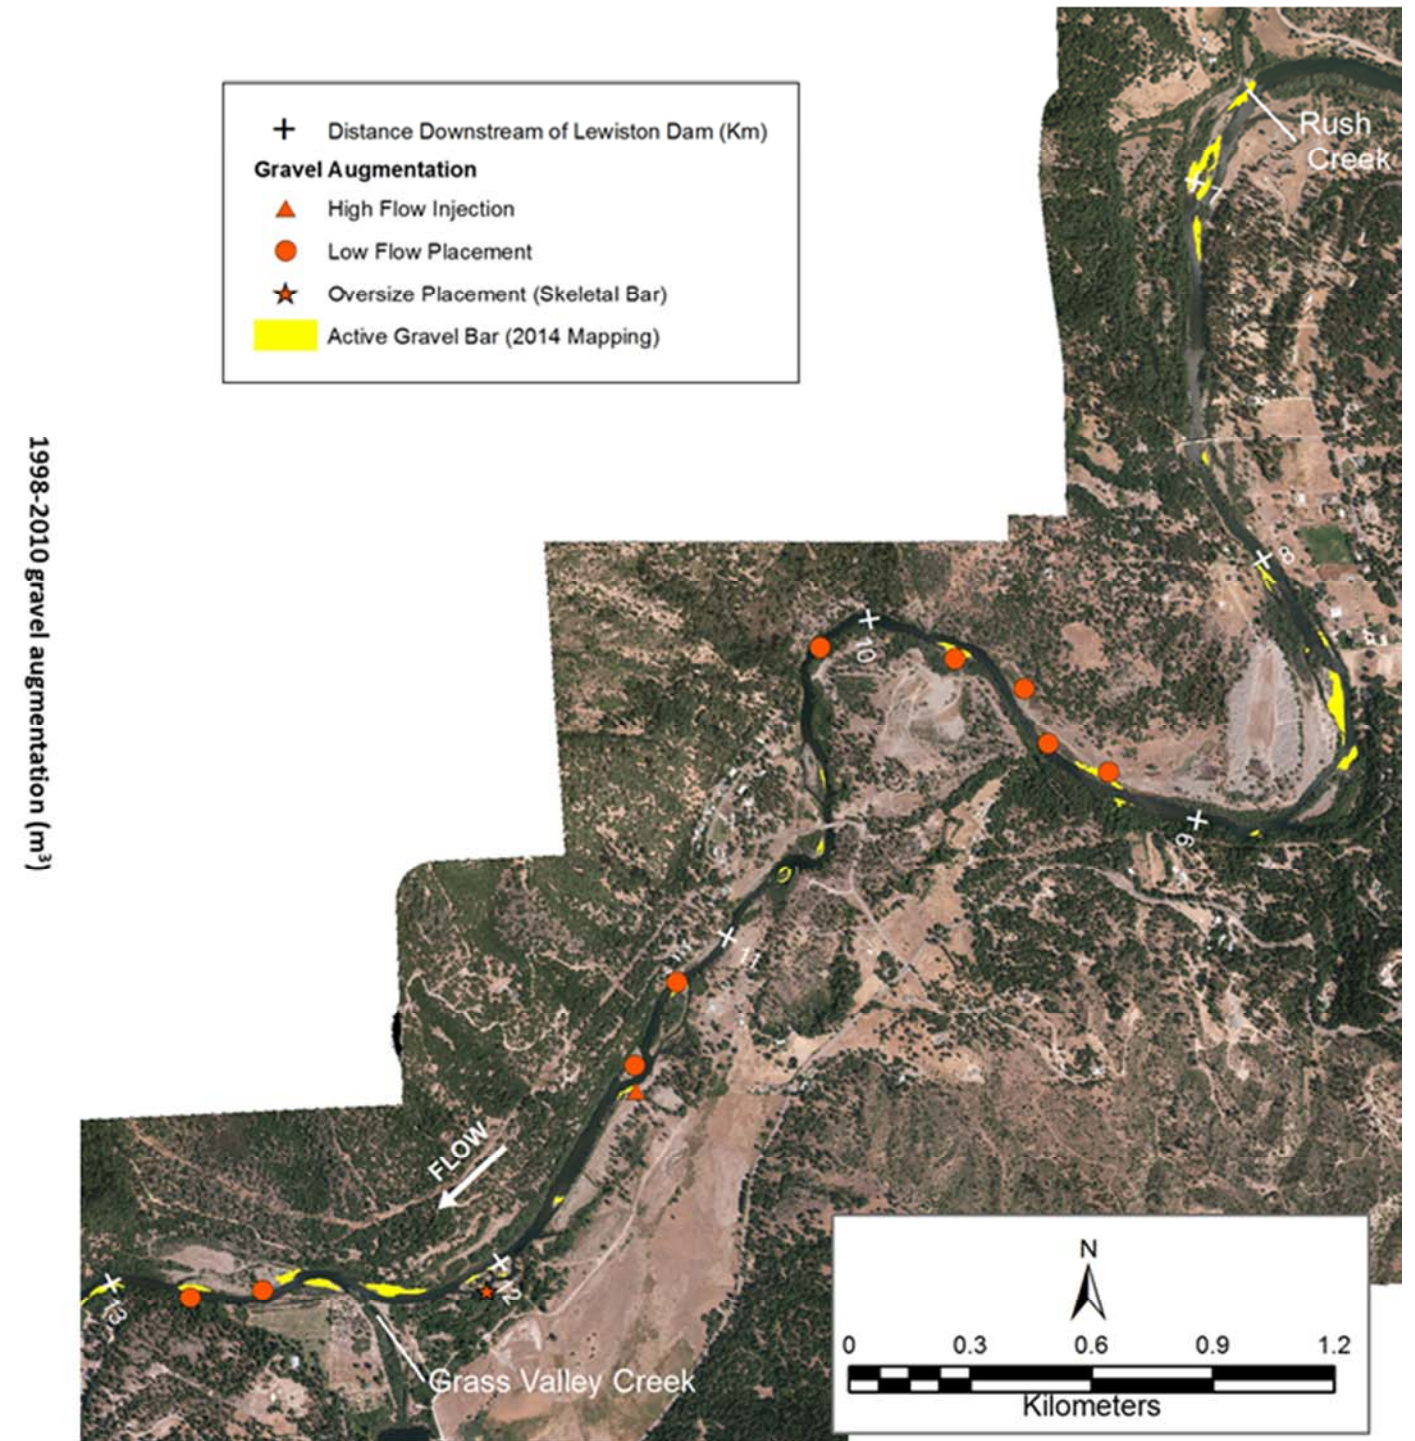 Distance Downstream of Lewiston Dam (Km)
Gravel Augmentation
High Flow Injection
Low Flow Placement
Oversize Placement (Skeletal Bar)
Active Gravel Bar (2014 Mapping)
1998-2010 gravel augmentation (m³)
Rush
Creek
7
8
9
10
11
12
13
FLOW
Grass Valley Creek
N
0 0.3 0.6 0.9 1.2
Kilometers